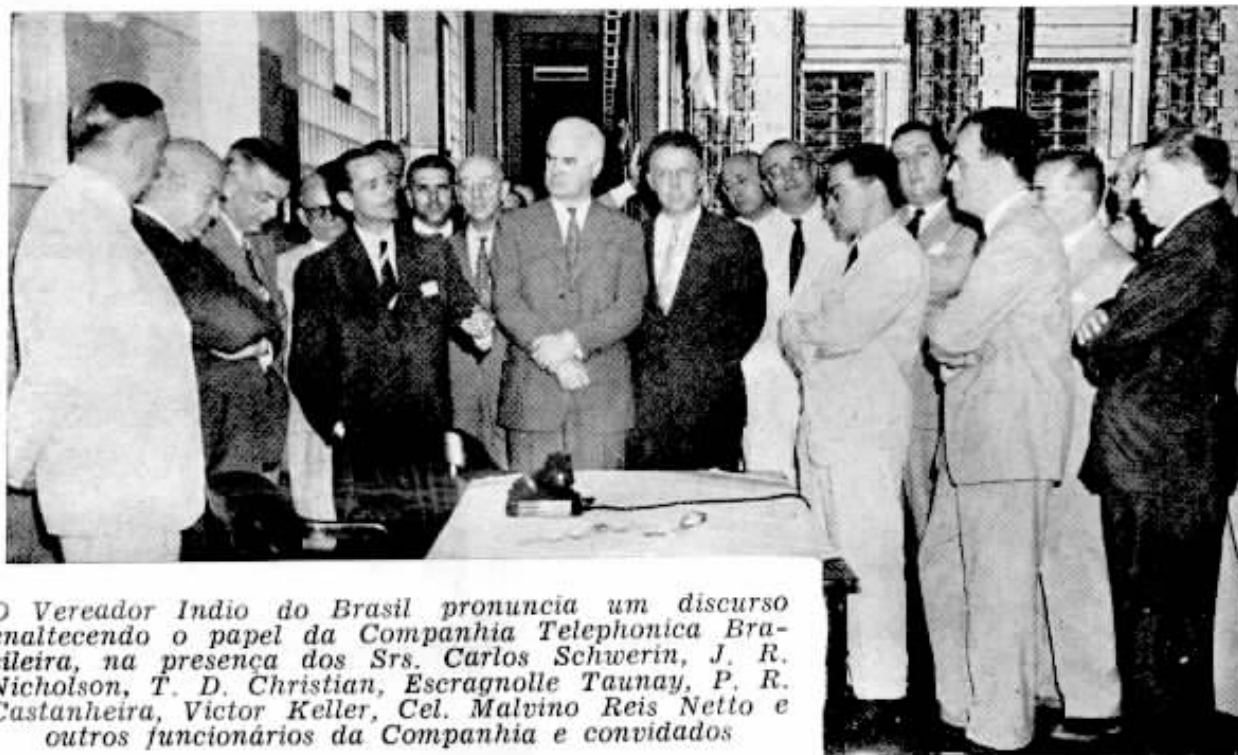 O Vereador Indio do Brasil pronuncia um discurso
enaltecendo o papel da Companhia Telephonica Bra-
sileira, na presença dos Srs. Carlos Schwerin, J. R.
Nicholson, T. D. Christian, Escragnolle Taunay, P. R.
Castanheira, Victor Keller, Cel. Malvino Reis Netto e
outros funcionários da Companhia e convidados